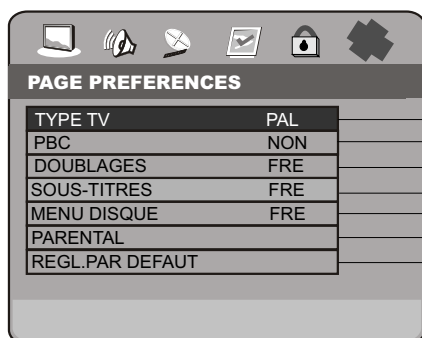 PAGE PREFERENCES
TYPE TV PAL
PBC NON
DOUBLAGES FRE
SOUS-TITRES FRE
MENU DISQUE FRE
PARENTAL
REGL.PAR DEFAUT